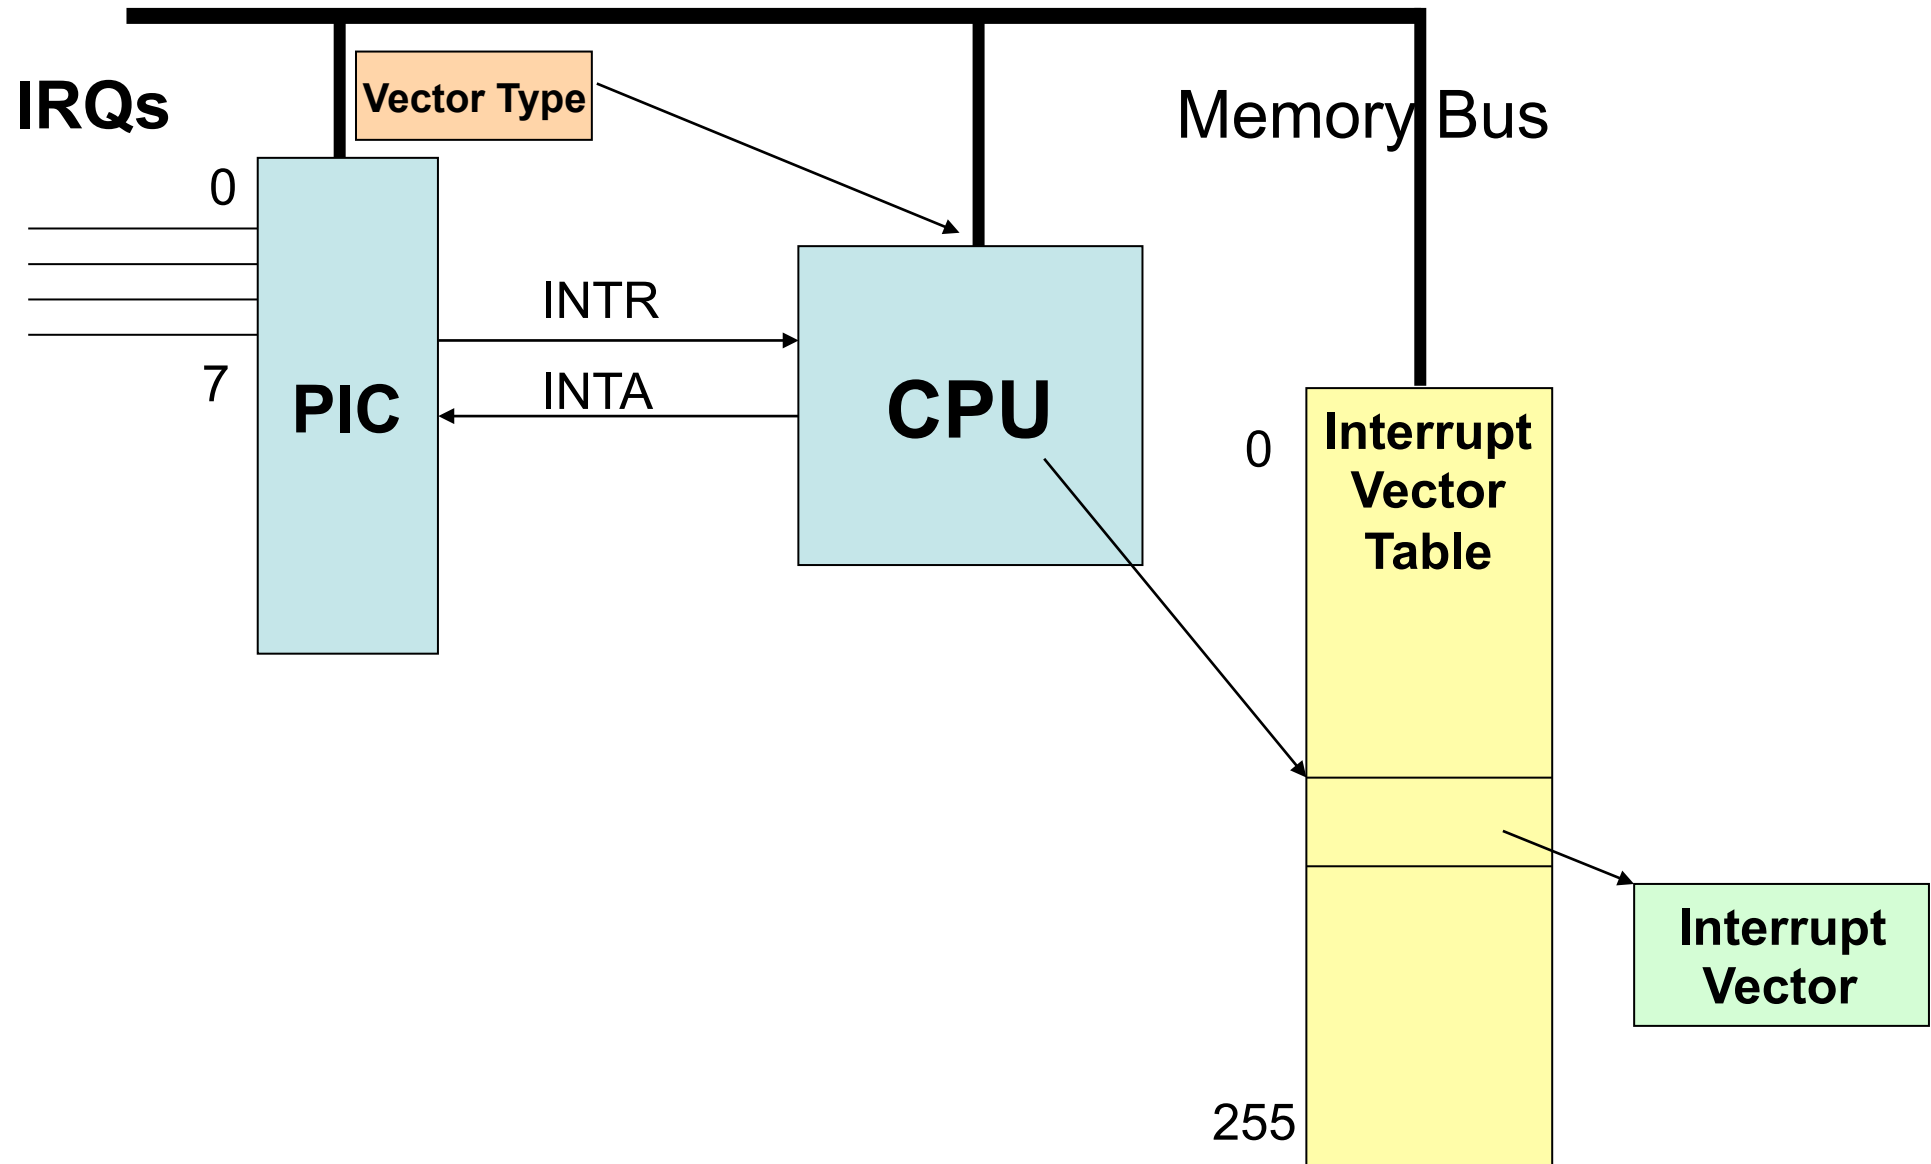 IRQs
Vector Type
Memory Bus
0
7
PIC
INTR
INTA
CPU
0
Interrupt
Vector
Table
Interrupt
Vector
255